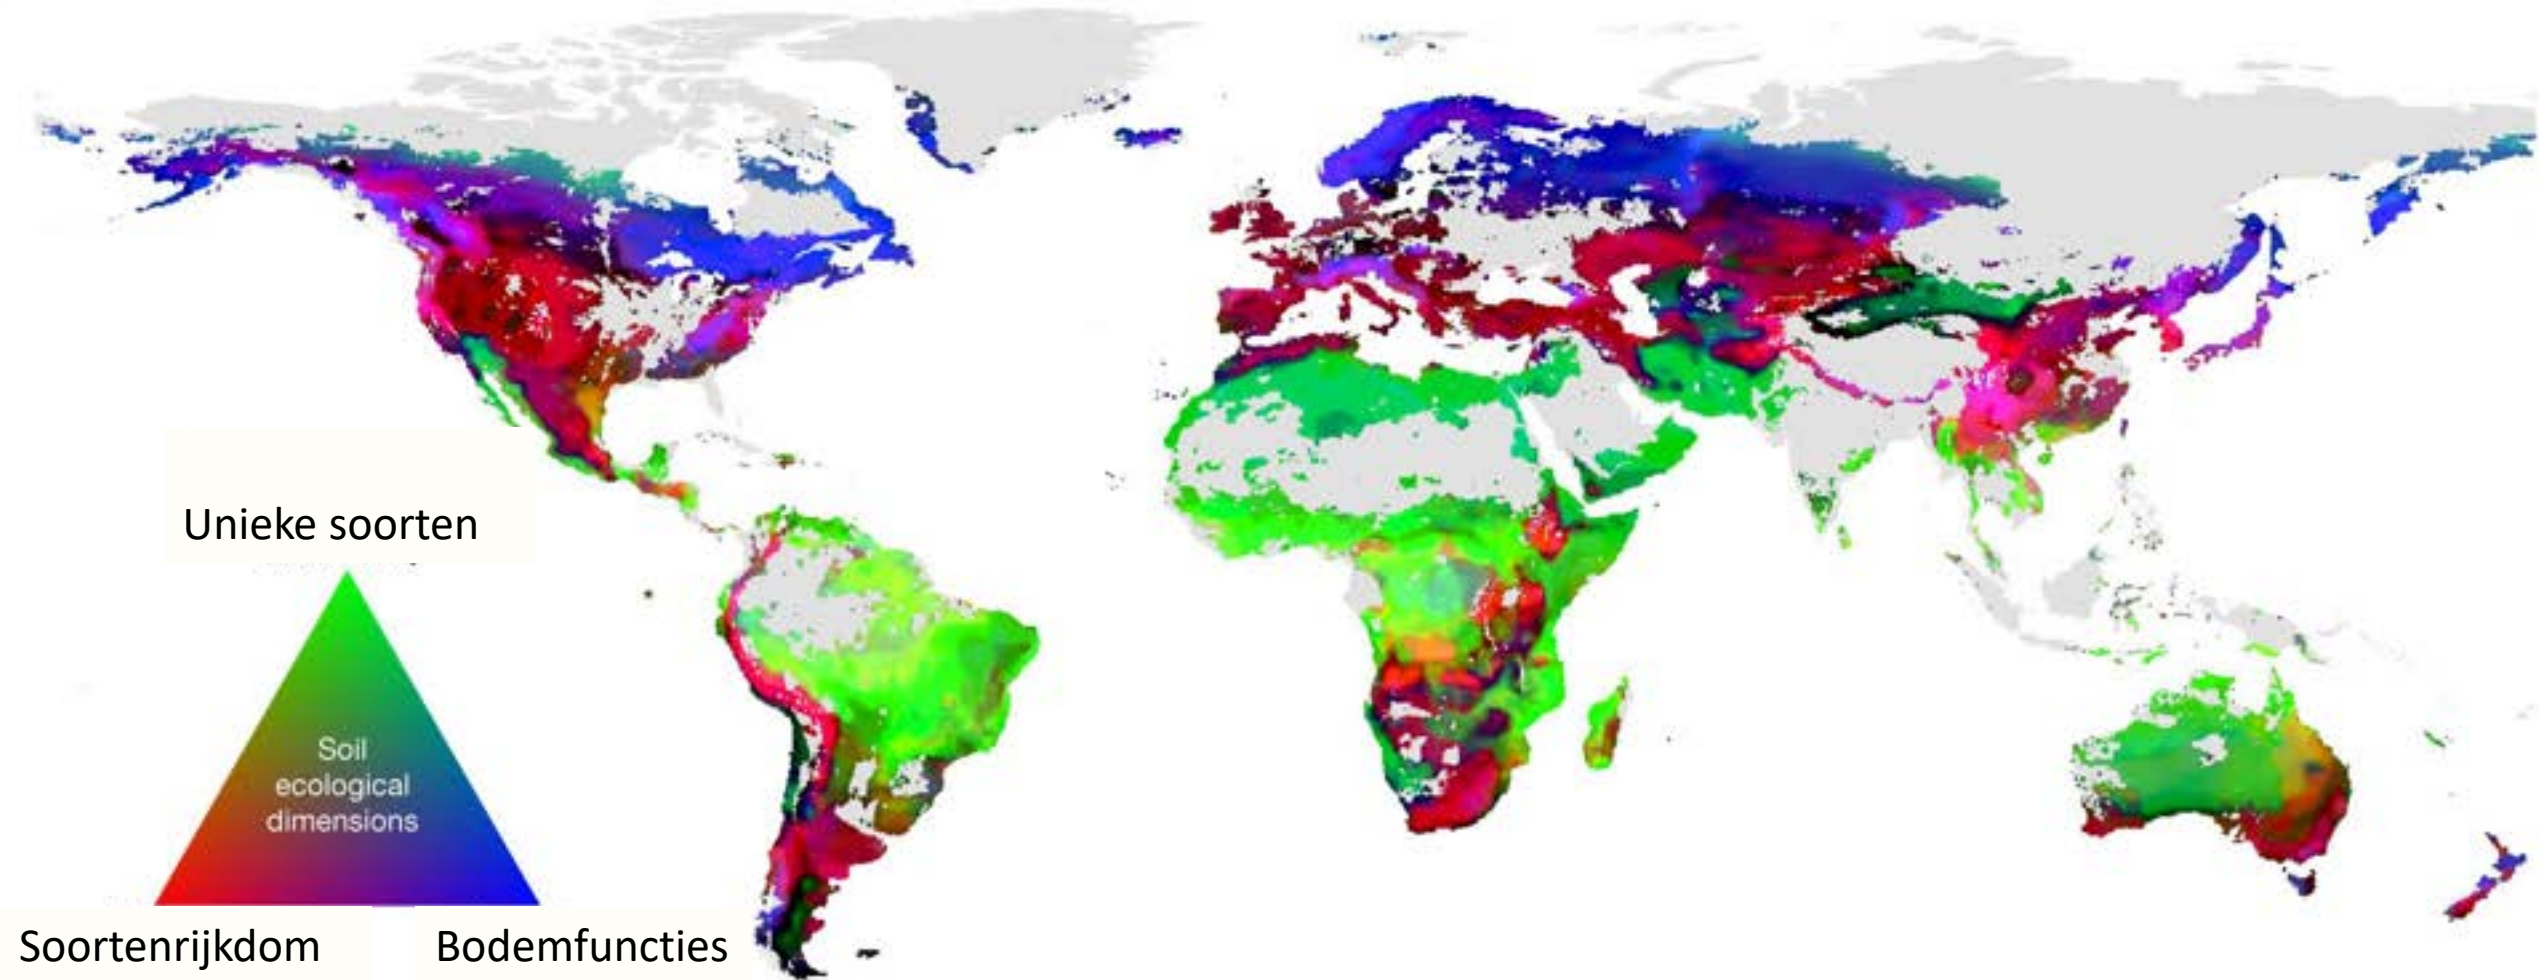 Unieke soorten
Soil
ecological
dimensions
Soortenrijkdom
Bodemfuncties